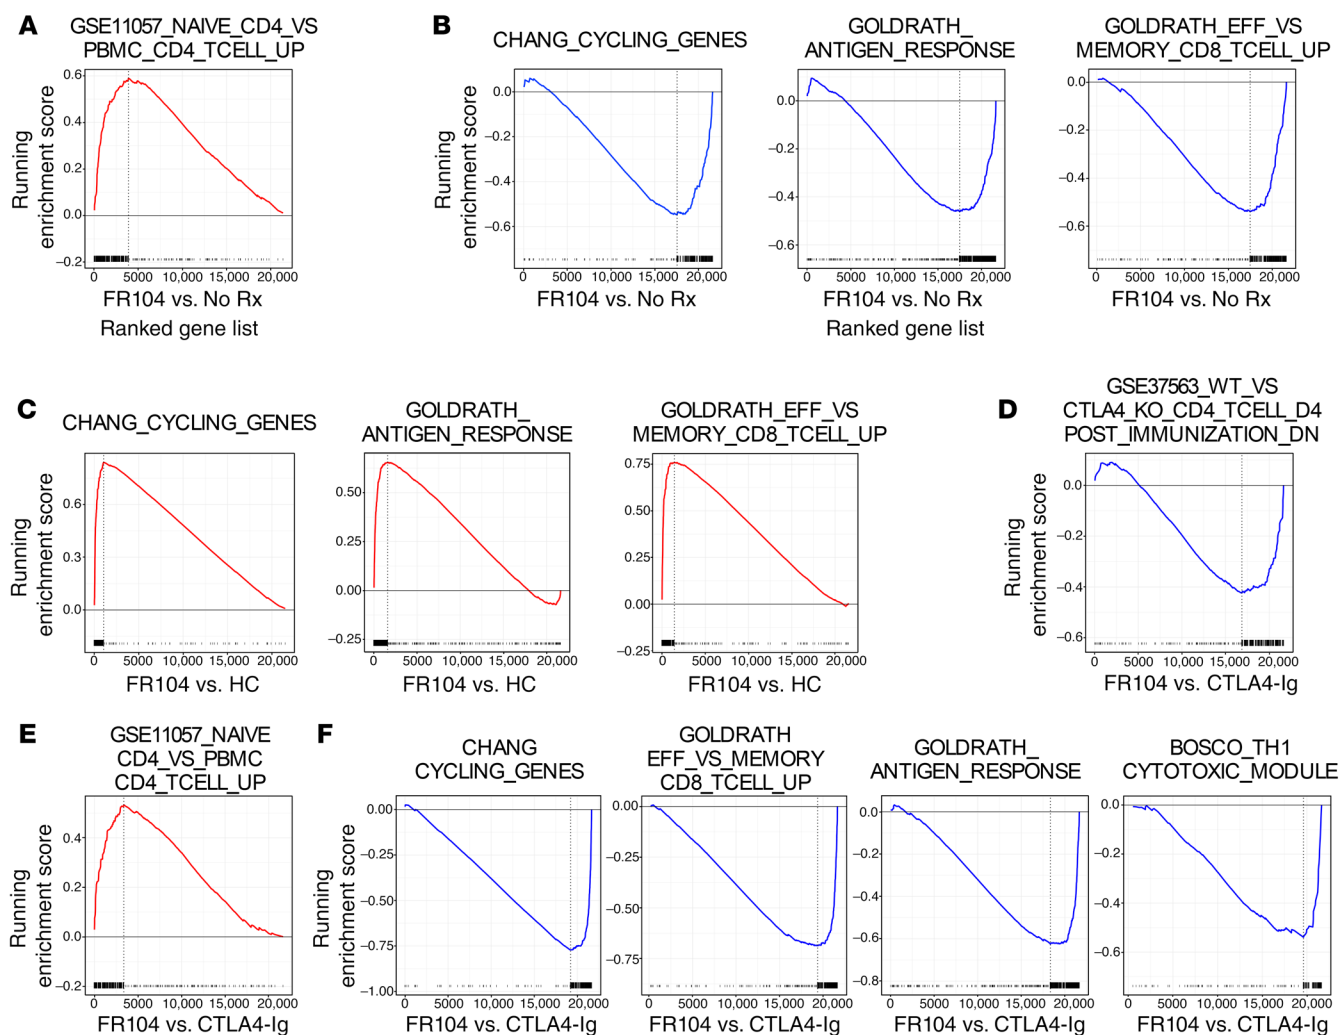 A
GSE11057_NAIVE_CD4_VS
PBMC_CD4_TCELL_UP
Running
enrichment score
0.6
0.4
0.2
0.0
−0.2
0 5000 10,000 15,000 20,000
FR104 vs. No Rx
Ranked gene list
B
CHANG_CYCLING_GENES
Running
enrichment score
0.0
−0.2
−0.4
−0.6
0 5000 10,000 15,000 20,000
FR104 vs. No Rx
GOLDRATH_
ANTIGEN_RESPONSE
0.0
−0.2
−0.4
−0.6
0 5000 10,000 15,000 20,000
FR104 vs. No Rx
Ranked gene list
GOLDRATH_EFF_VS
MEMORY_CD8_TCELL_UP
0.0
−0.2
−0.4
−0.6
0 5000 10,000 15,000 20,000
FR104 vs. No Rx
C
CHANG_CYCLING_GENES
Running
enrichment score
0.6
0.3
0.0
0 5000 10,000 15,000 20,000
FR104 vs. HC
GOLDRATH_
ANTIGEN_RESPONSE
0.50
0.25
0.00
−0.25
0 5000 10,000 15,000 20,000
FR104 vs. HC
GOLDRATH_EFF_VS
MEMORY_CD8_TCELL_UP
0.75
0.50
0.25
0.00
−0.25
0 5000 10,000 15,000 20,000
FR104 vs. HC
D
GSE37563_WT_VS
CTLA4_KO_CD4_TCELL_D4
POST_IMMUNIZATION_DN
Running
enrichment score
0.0
−0.2
−0.4
−0.6
0 5000 10,000 15,000 20,000
FR104 vs. CTLA4-Ig
E
GSE11057_NAIVE
CD4_VS_PBMC
CD4_TCELL_UP
Running
enrichment score
0.4
0.2
0.0
−0.2
0 5000 10,000 15,000 20,000
FR104 vs. CTLA4-Ig
F
CHANG
CYCLING_GENES
Running
enrichment score
0.00
−0.25
−0.50
−0.75
−1.00
0 5000 10,000 15,000 20,000
FR104 vs. CTLA4-Ig
GOLDRATH
EFF_VS_MEMORY
CD8_TCELL_UP
0.00
−0.25
−0.50
−0.75
0 5000 10,000 15,000 20,000
FR104 vs. CTLA4-Ig
GOLDRATH_
ANTIGEN_RESPONSE
0.0
−0.2
−0.4
−0.6
−0.8
0 5000 10,000 15,000 20,000
FR104 vs. CTLA4-Ig
BOSCO_TH1
CYTOTOXIC_MODULE
0.0
−0.2
−0.4
−0.6
0 5000 10,000 15,000 20,000
FR104 vs. CTLA4-Ig